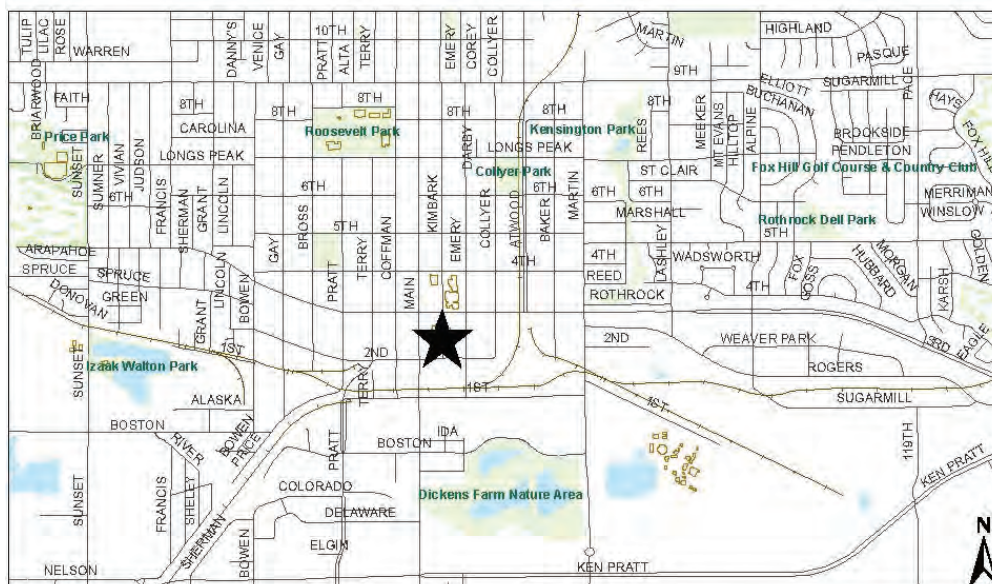 TULIP
LILAC
ROSE
WARREN
DANNY'S
VENICE
GAY
10TH
PRATT
ALTA
TERRY
EMERY
COREY
COLLYER
MARTIN
HIGHLAND
PASQUE
9TH
ELLIOTT
SUGARMILL
PAGE
BRIARWOOD
FAITH
8TH
8TH
8TH
8TH
8TH
8TH
BUCHANAN
HAYS
CAROLINA
Price Park
Roosevelt Park
DARBY
Kensington Park
REES
MEEKER
MT EVANS
HILLTOP
ALPINE
BROOKSIDE
PENDLETON
FOX HILL
LONGS PEAK
LONGS PEAK
SUNSET
SUMNER
VIVIAN
JUDSON
6TH
Collyer Park
ST CLAIR
Fox Hill Golf Course & Country Club
FRANCIS
SHERMAN
GRANT
LINCOLN
6TH
KIMBARK
6TH
MARTIN
6TH
6TH
MERRIMAN
MARSHALL
Rothrock Dell Park
WINSLOW
GAY
BROSS
5TH
TERRY
COFFMAN
EMERY
COLLYER
ATWOOD
BAKER
5TH
ARAPAHOE
4TH
4TH
LASHLEY
WADSWORTH
SPRUCE
SPRUCE
LINCOLN
BOWEN
PRATT
MAIN
REED
4TH
FOX
GOSS
HUBBARD
MORGAN
KARSH
GOLDEN
DONOVAN
GREEN
GRANT
ROTHROCK
1ST
2ND
2ND
WEAVER PARK
3RD
EAGLE
SUNSET
Izaak Walton Park
TERRY
1ST
ROGERS
ALASKA
1ST
SUGARMILL
BOSTON
RIVER
BOWEN
PRICE
PRATT
BOSTON
IDA
119TH
KEN PRATT
SUNSET
FRANCIS
SHELEY
COLORADO
Dickens Farm Nature Area
DELAWARE
SHERMAN
BOWEN
ELGIN
N
NELSON
KEN PRATT